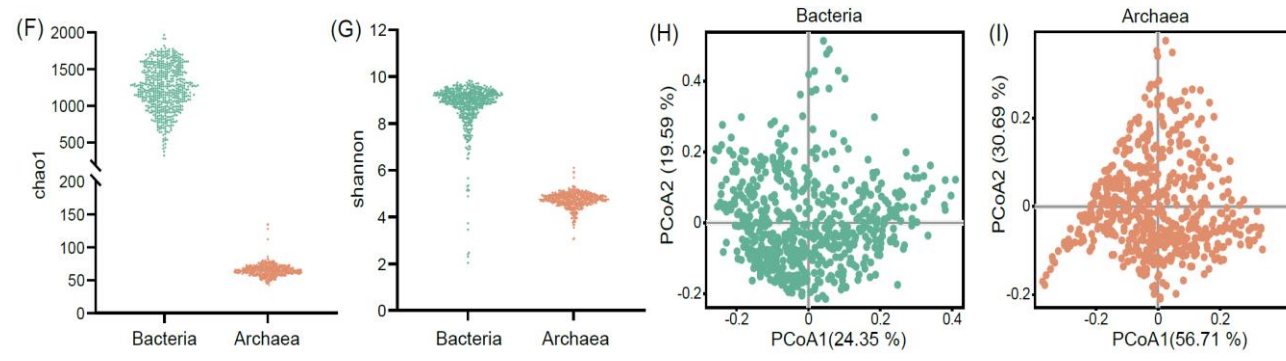 (F)
chao1
2000
1500
1000
500
200
150
100
50
0
Bacteria Archaea
(G)
shannon
12
10
8
6
4
2
0
Bacteria Archaea
(H)
Bacteria
PCoA2 (19.59 %)
0.4
0.2
0
-0.2
-0.2 0 0.2 0.4
PCoA1(24.35 %)
(I)
Archaea
PCoA2 (30.69 %)
0.2
0
-0.2
-0.2 0 0.2
PCoA1(56.71 %)